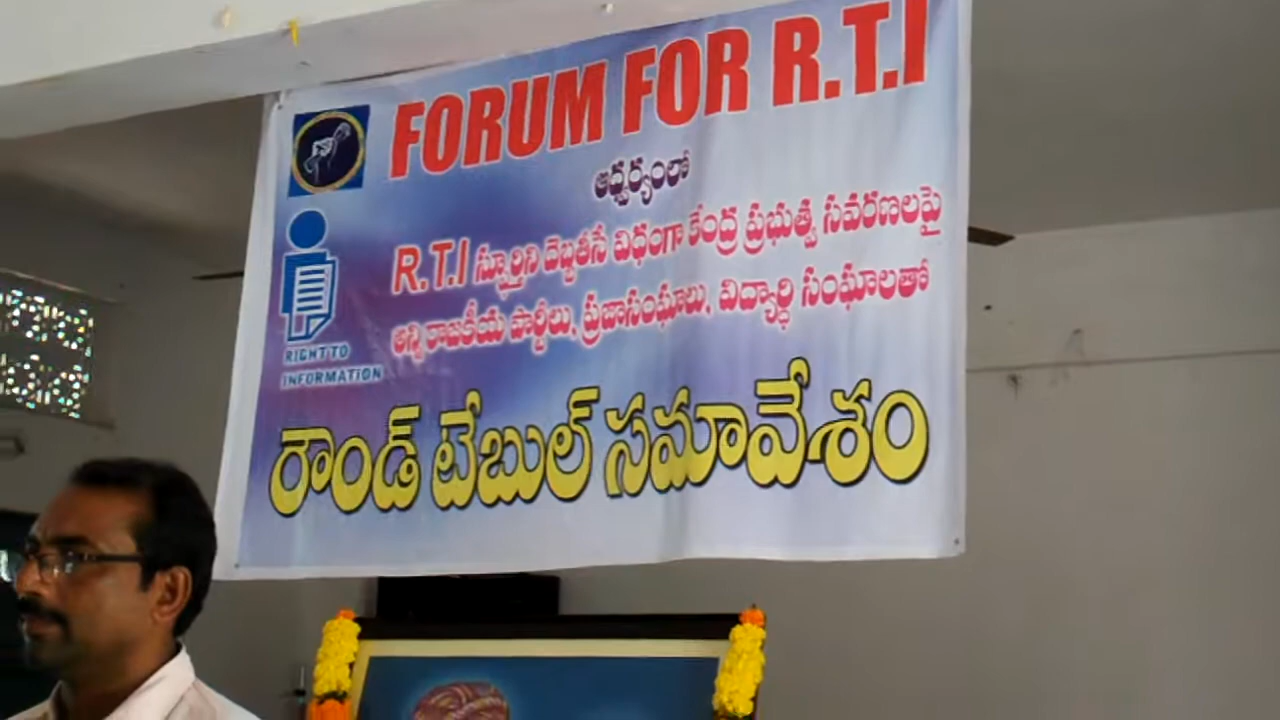 FORUM FOR R.T.I
ఆధ్వర్యంలో
R.T.I స్ఫూర్తిని దెబ్బతీసే విధంగా కేంద్ర ప్రభుత్వ సవరణలపై
అన్ని రాజకీయ పార్టీలు, ప్రజాసంఘాలు, విద్యార్థి సంఘాలతో
RIGHT TO
INFORMATION
రౌండ్ టేబుల్ సమావేశం